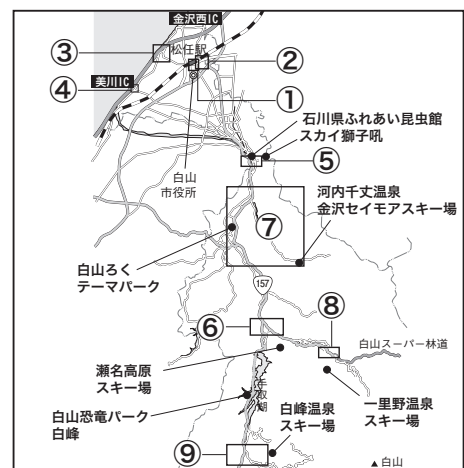 金沢西IC
③
松任駅
②
美川IC
④
①
石川県ふれあい昆虫館
スカイ獅子吼
⑤
白山
市役所
河内千丈温泉
金沢セイモアスキー場
⑦
白山ろく
テーマパーク
157
⑧
⑥
白山スーパー林道
瀬名高原
スキー場
手取湖
一里野温泉
スキー場
白山恐竜パーク
白峰
白峰温泉
スキー場
⑨
▲白山